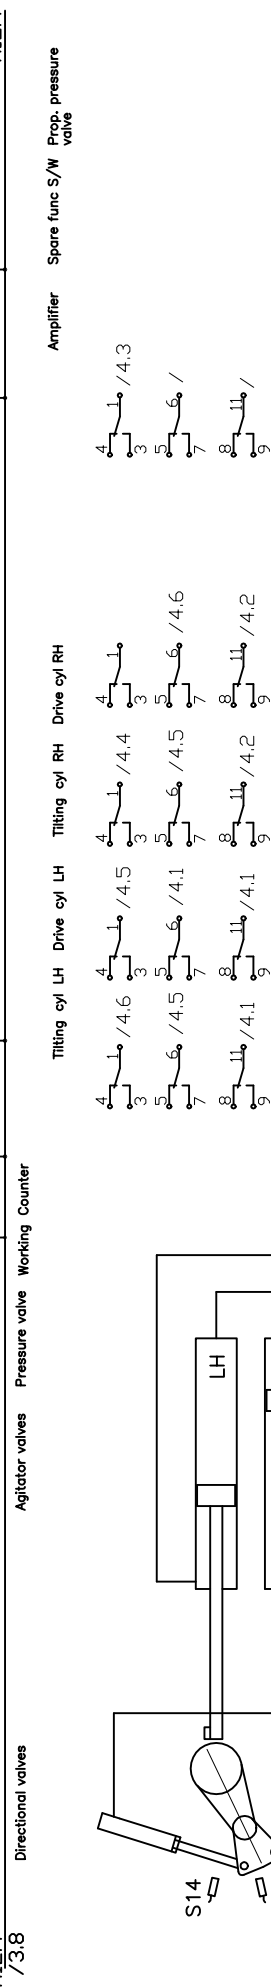 /3.8
Directional valves Agitator valves Pressure valve Working Counter
Tilting cyl LH Drive cyl LH Tilting cyl RH Drive cyl RH Amplifier Spare func S/W Prop. pressure
valve
4 4 4 4 4
1 1 1 1 1
/4.6 /4.5 /4.4 /4.3
3 3 3 3 3
5 5 5 5 5
6 6 6 6 6
/4.5 /4.1 /4.5 /4.6 /
7 7 7 7 7
S14
LH
8 8 8 8 8
11 11 11 11 11
/4.1 /4.1 /4.2 /4.2 /
9 9 9 9 9